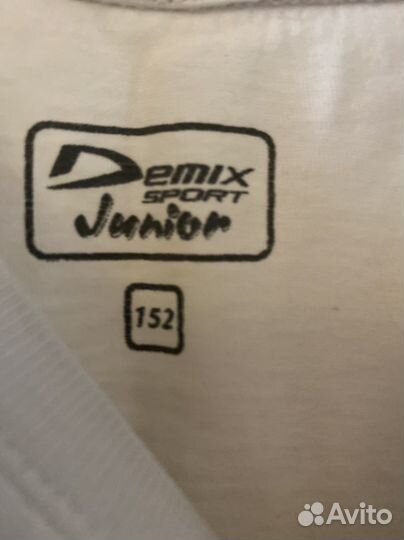 Demix
SPORT
Junior
152
Avito